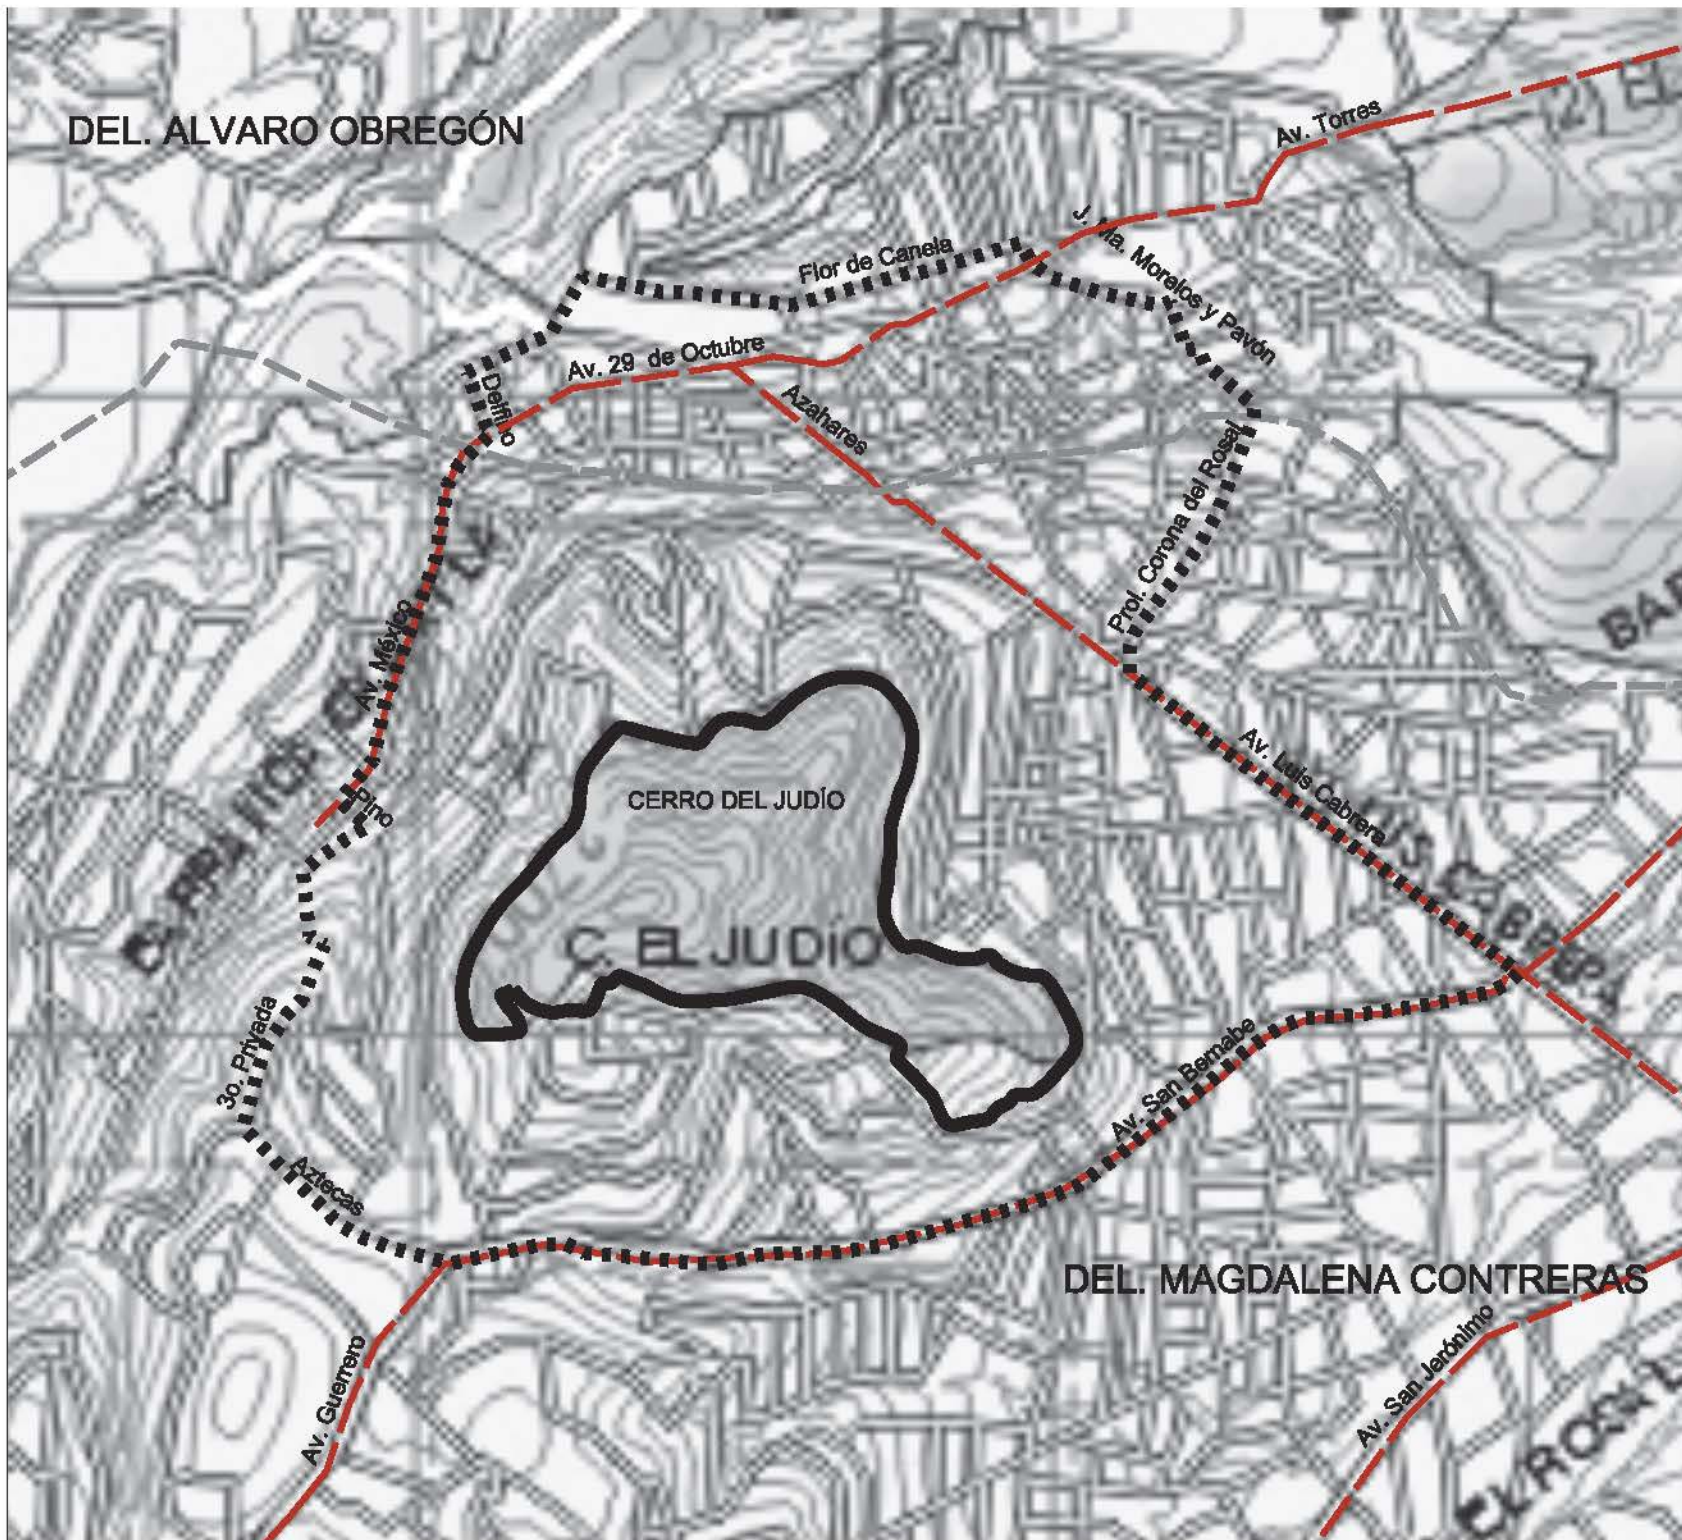 DEL. ALVARO OBREGÓN
Av. Torres
J. Ma. Morelos y Pavón
Flor de Canela
Av. 29 de Octubre
Delfino
Azahares
Prol. Corona del Rosal
Av. México
Av. Luis Cabrera
Pino
CERRO DEL JUDÍO
C. EL JUDIO
3o. Privada
Av. San Bernabe
Aztecas
DEL. MAGDALENA CONTRERAS
Av. Guerrero
Av. San Jerónimo